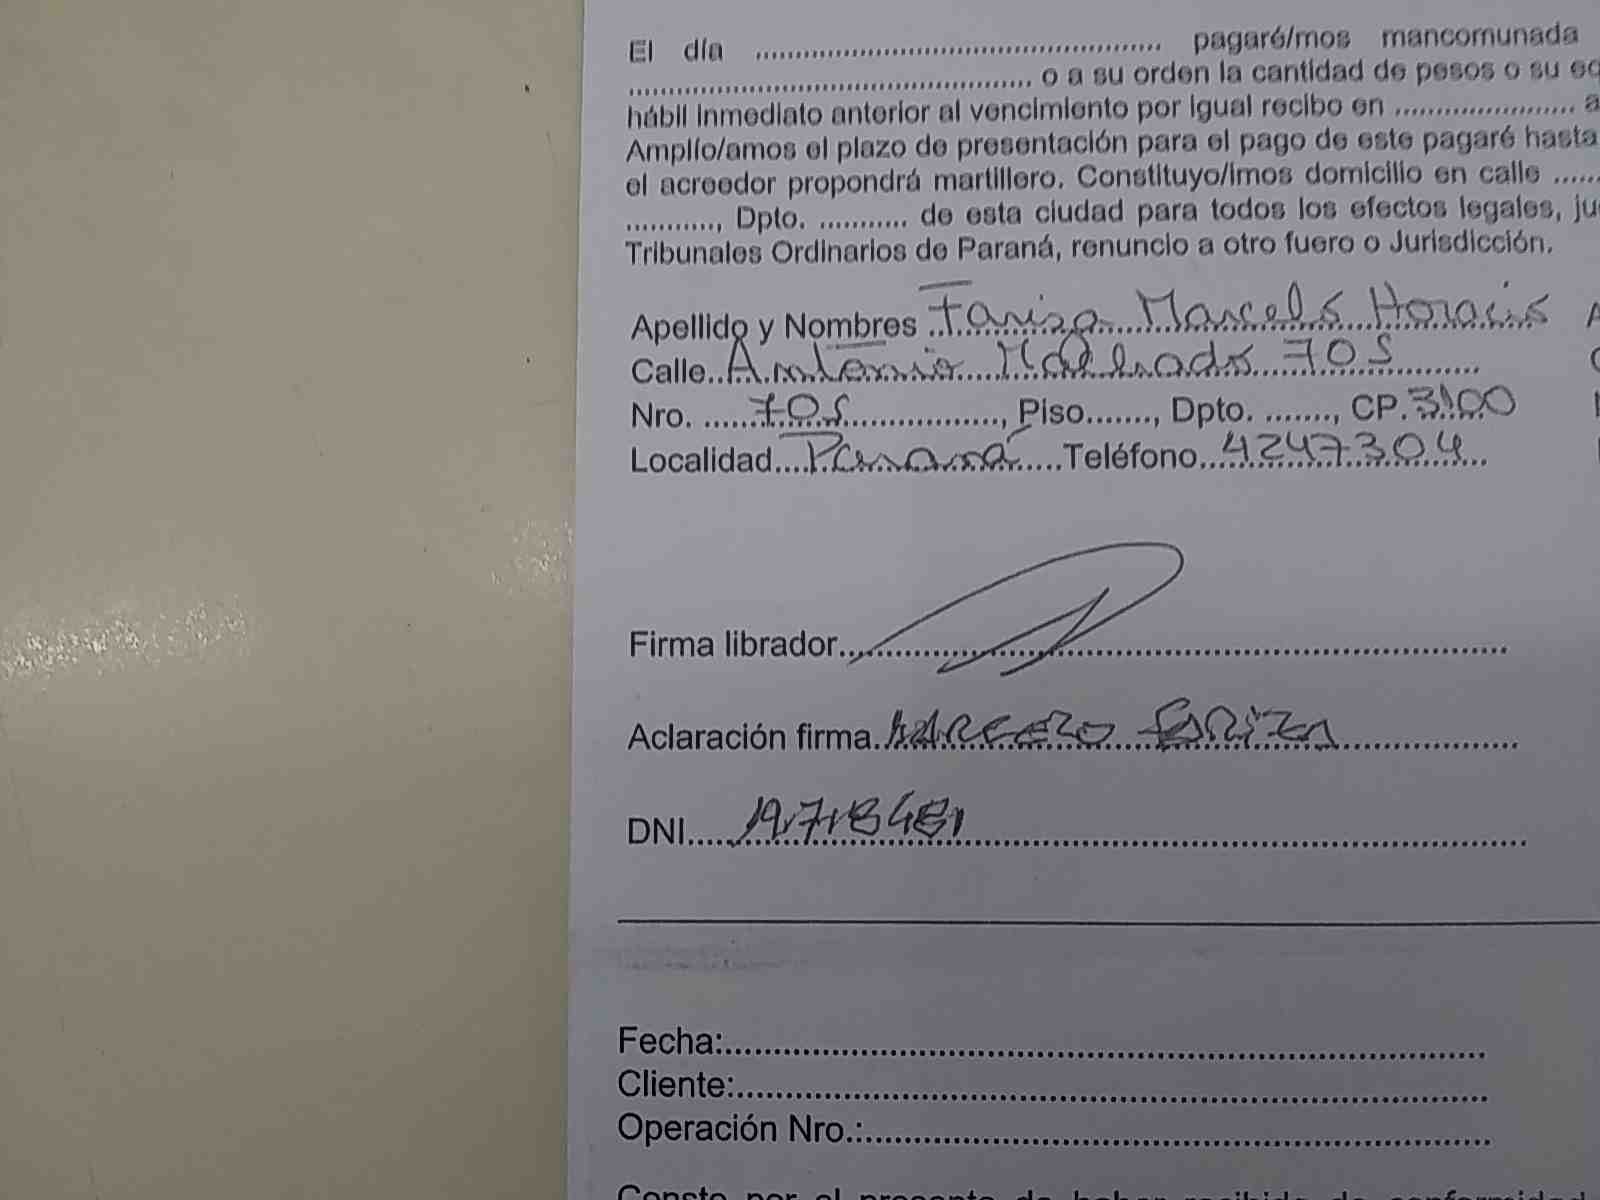 El día .......................................... pagaré/mos mancomunada
.......................................... o a su orden la cantidad de pesos o su
hábil inmediato anterior al vencimiento por igual recibo en ......................
Amplío/amos el plazo de presentación para el pago de este pagaré hasta
el acreedor propondrá martillero. Constituyo/imos domicilio en calle ......
..........., Dpto. ........... de esta ciudad para todos los efectos legales,
Tribunales Ordinarios de Paraná, renuncio a otro fuero o Jurisdicción.
Apellido y Nombres Fariza Marcelo Horacio
Calle Antonio Machado 705
Nro. 705, Piso......., Dpto. ......., CP. 3100
Localidad Paraná Teléfono 4247304
Firma librador
Aclaración firma MARCELO FARIZA
DNI
Fecha:
Cliente:
Operación Nro.: